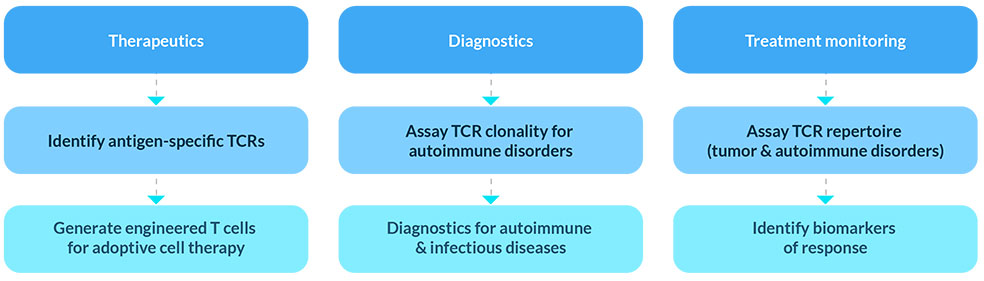 Therapeutics
Identify antigen-specific TCRs
Generate engineered T cells
for adoptive cell therapy
Diagnostics
Assay TCR clonality for
autoimmune disorders
Diagnostics for autoimmune
& infectious diseases
Treatment monitoring
Assay TCR repertoire
(tumor & autoimmune disorders)
Identify biomarkers
of response